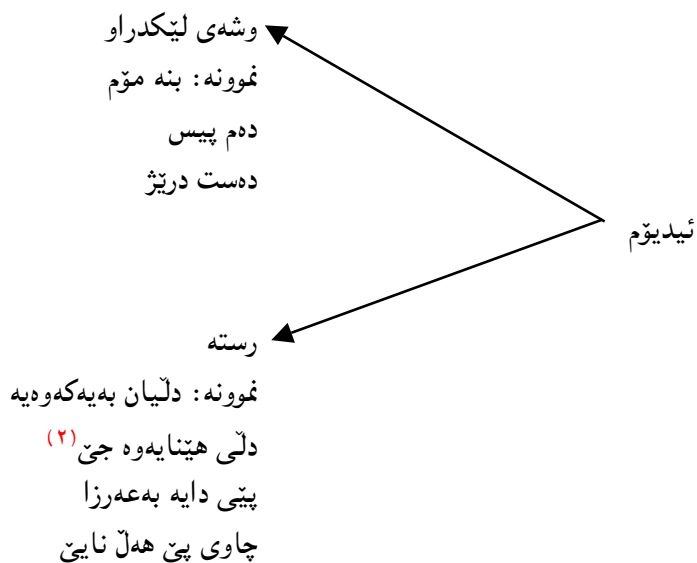 ئیدیۆم
وشەی لێکدراو
نموونە: بنە مۆم
دەم پیس
دەست درێژ
رستە
نموونە: دڵیان بەیەکەوەیە
دڵی هێنایەوە جێ(٢)
پێی دایە بەعەرزا
چاوی پێ هەڵ نایێ